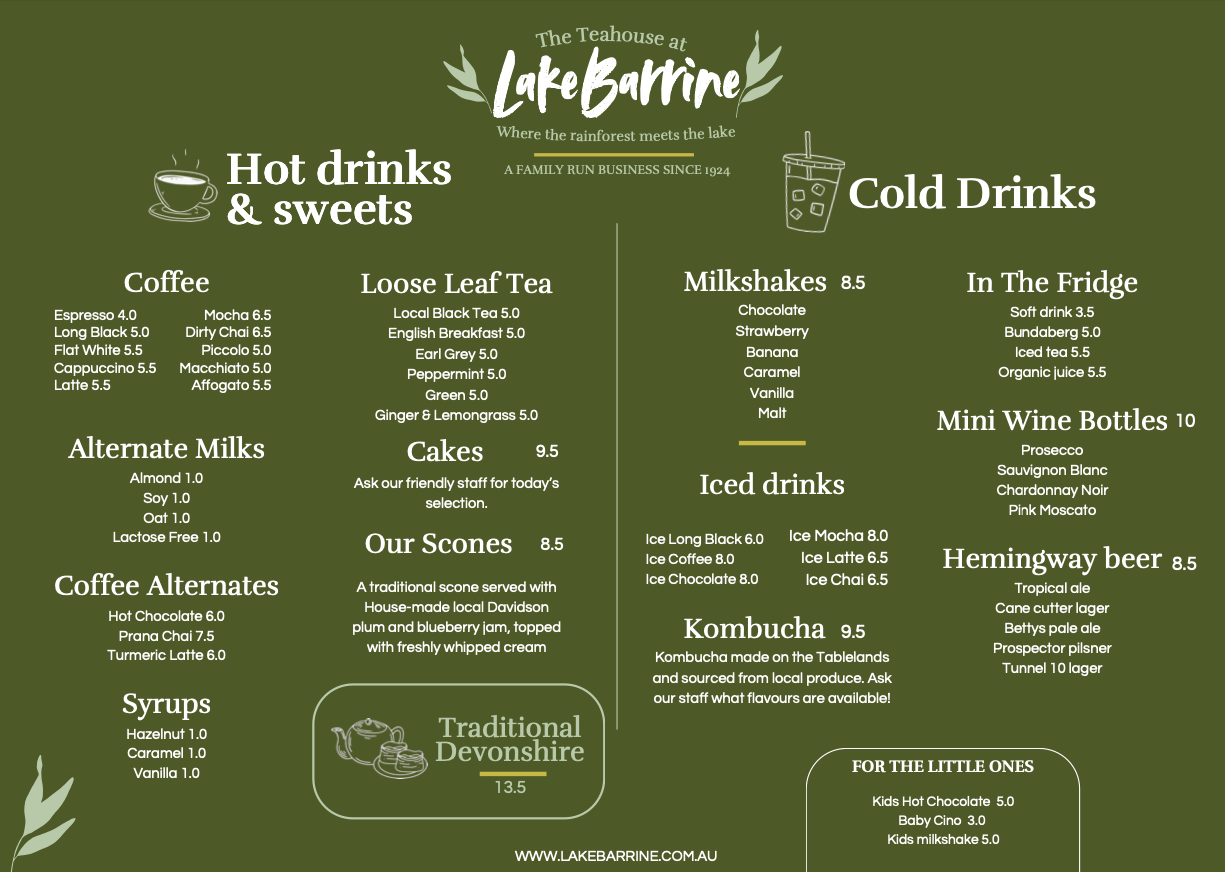 The Teahouse at
Lake Barrine
Where the rainforest meets the lake
A FAMILY RUN BUSINESS SINCE 1924
Hot drinks
& sweets
Coffee
Espresso 4.0
Long Black 5.0
Flat White 5.5
Cappuccino 5.5
Latte 5.5
Mocha 6.5
Dirty Chai 6.5
Piccolo 5.0
Macchiato 5.0
Affogato 5.5
Alternate Milks
Almond 1.0
Soy 1.0
Oat 1.0
Lactose Free 1.0
Coffee Alternates
Hot Chocolate 6.0
Prana Chai 7.5
Turmeric Latte 6.0
Syrups
Hazelnut 1.0
Caramel 1.0
Vanilla 1.0
Loose Leaf Tea
Local Black Tea 5.0
English Breakfast 5.0
Earl Grey 5.0
Peppermint 5.0
Green 5.0
Ginger & Lemongrass 5.0
Cakes 9.5
Ask our friendly staff for today's
selection.
Our Scones 8.5
A traditional scone served with
House-made local Davidson
plum and blueberry jam, topped
with freshly whipped cream
Traditional
Devonshire
13.5
Cold Drinks
Milkshakes 8.5
Chocolate
Strawberry
Banana
Caramel
Vanilla
Malt
Iced drinks
Ice Long Black 6.0
Ice Coffee 8.0
Ice Chocolate 8.0
Ice Mocha 8.0
Ice Latte 6.5
Ice Chai 6.5
Kombucha 9.5
Kombucha made on the Tablelands
and sourced from local produce. Ask
our staff what flavours are available!
In The Fridge
Soft drink 3.5
Bundaberg 5.0
Iced tea 5.5
Organic juice 5.5
Mini Wine Bottles 10
Prosecco
Sauvignon Blanc
Chardonnay Noir
Pink Moscato
Hemingway beer 8.5
Tropical ale
Cane cutter lager
Bettys pale ale
Prospector pilsner
Tunnel 10 lager
FOR THE LITTLE ONES
Kids Hot Chocolate 5.0
Baby Cino 3.0
Kids milkshake 5.0
WWW.LAKEBARRINE.COM.AU